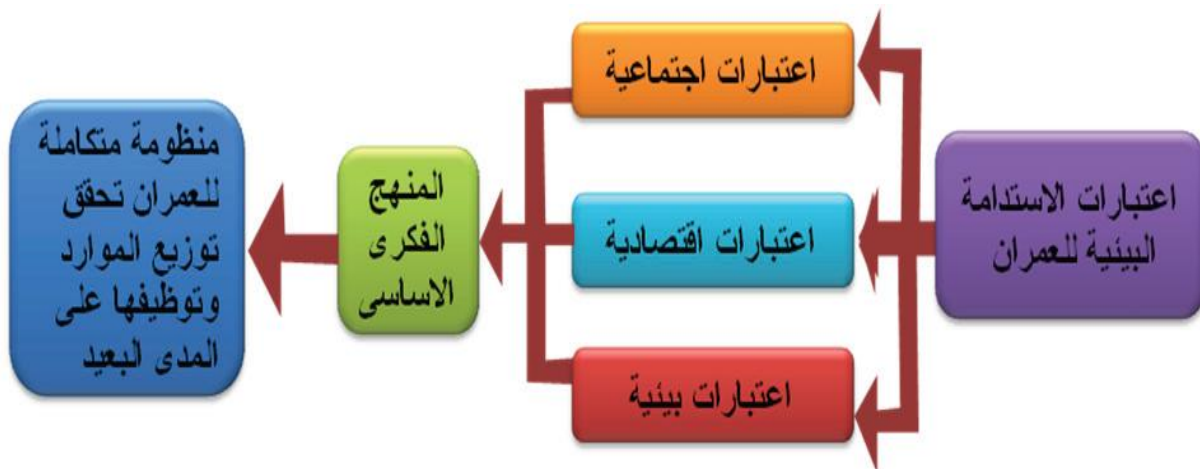 اعتبارات الاستدامة
البيئية للعمران
اعتبارات اجتماعية
اعتبارات اقتصادية
اعتبارات بيئية
المنهج
الفكرى
الاساسى
منظومة متكاملة
للعمران تحقق
توزيع الموارد
وتوظيفها على
المدى البعيد